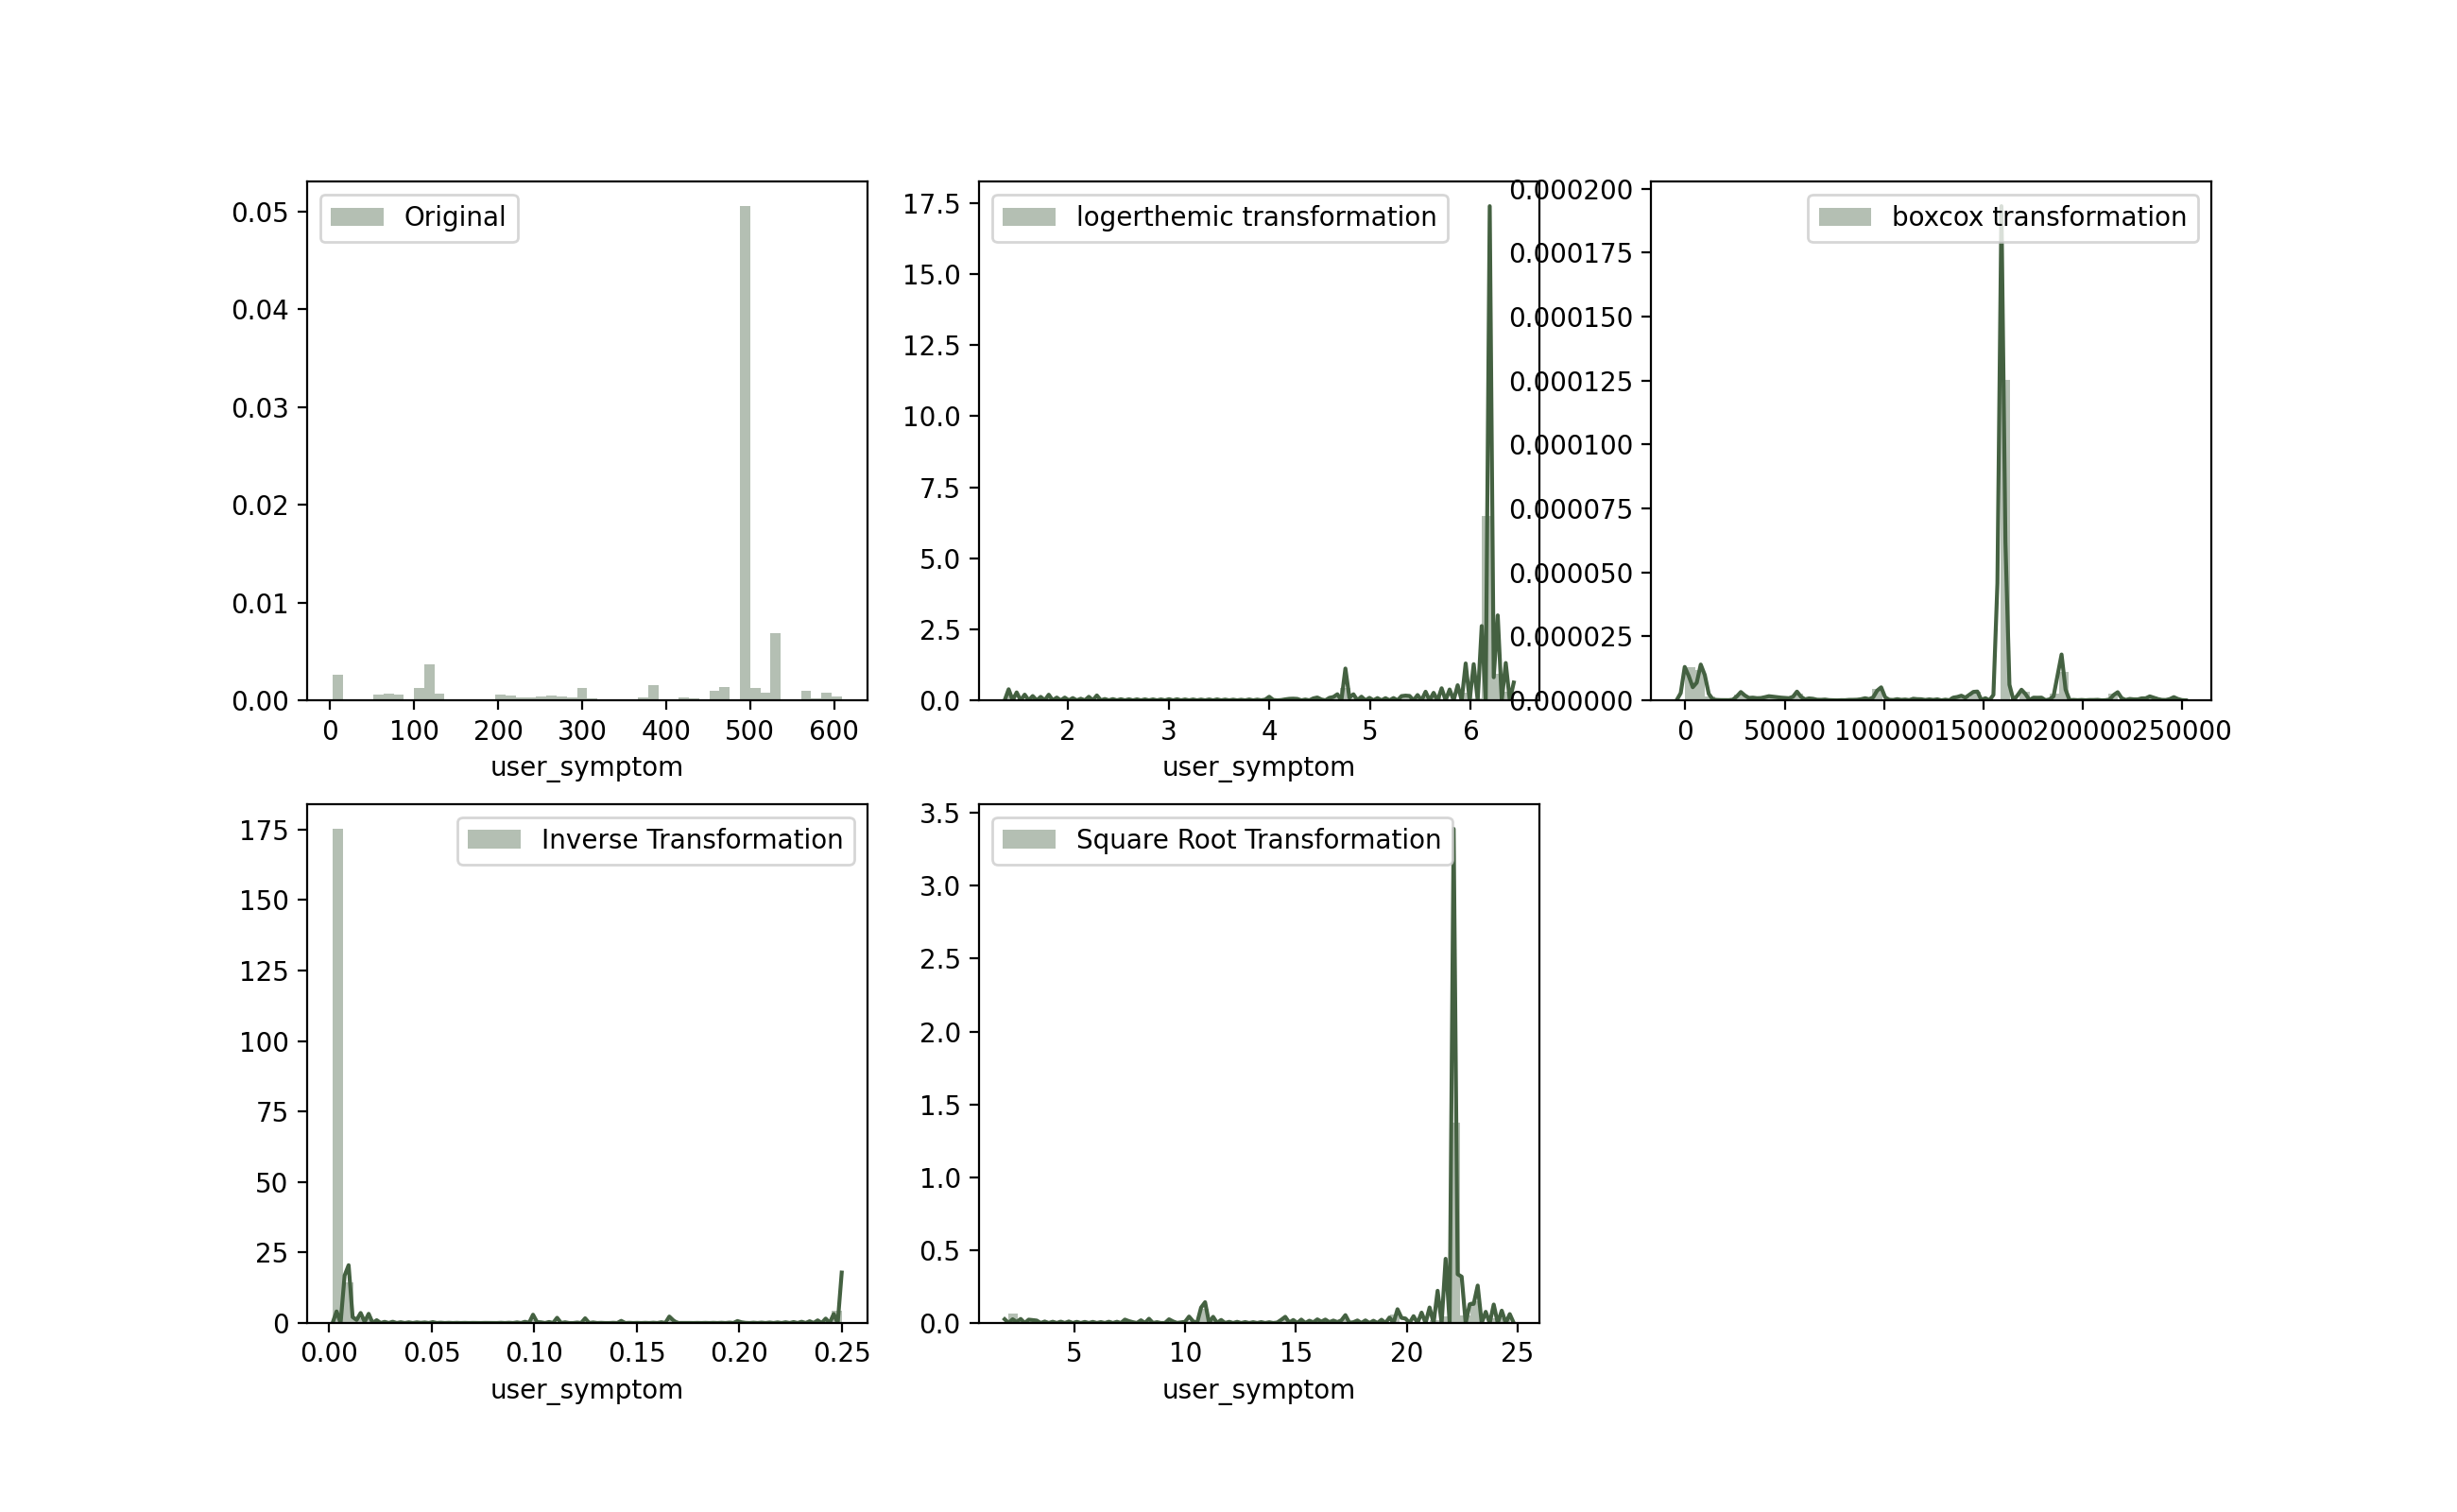 Original
0.05
0.04
0.03
0.02
0.01
0.00
0 100 200 300 400 500 600
user_symptom
logerthemic transformation
17.5
15.0
12.5
10.0
7.5
5.0
2.5
0.0
2 3 4 5 6
user_symptom
boxcox transformation
0.000200
0.000175
0.000150
0.000125
0.000100
0.000075
0.000050
0.000025
0.000000
0 50000 100000 150000 200000 250000
Inverse Transformation
175
150
125
100
75
50
25
0
0.00 0.05 0.10 0.15 0.20 0.25
user_symptom
Square Root Transformation
3.5
3.0
2.5
2.0
1.5
1.0
0.5
0.0
5 10 15 20 25
user_symptom